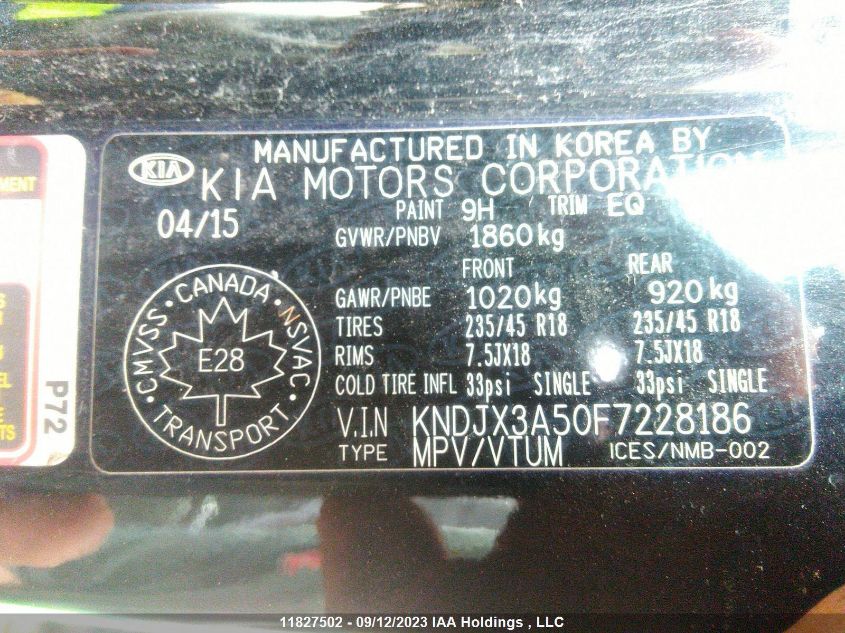 MANUFACTURED IN KOREA BY
KIA KIA MOTORS CORPORATION
04/15 PAINT 9H TRIM EQ
GVWR/PNBV 1860kg
FRONT REAR
GAWR/PNBE 1020kg 920kg
TIRES 235/45 R18 235/45 R18
RIMS 7.5JX18 7.5JX18
COLD TIRE INFL 33psi SINGLE 33psi SINGLE
V.I.N KNDJX3A50F7228186
TYPE MPV/VTUM ICES/NMB-002
CMVSS • CANADA • NSVAC • TRANSPORT •
E28
MENT
S
EL
E
TS
P72
11827502 - 09/12/2023 IAA Holdings , LLC